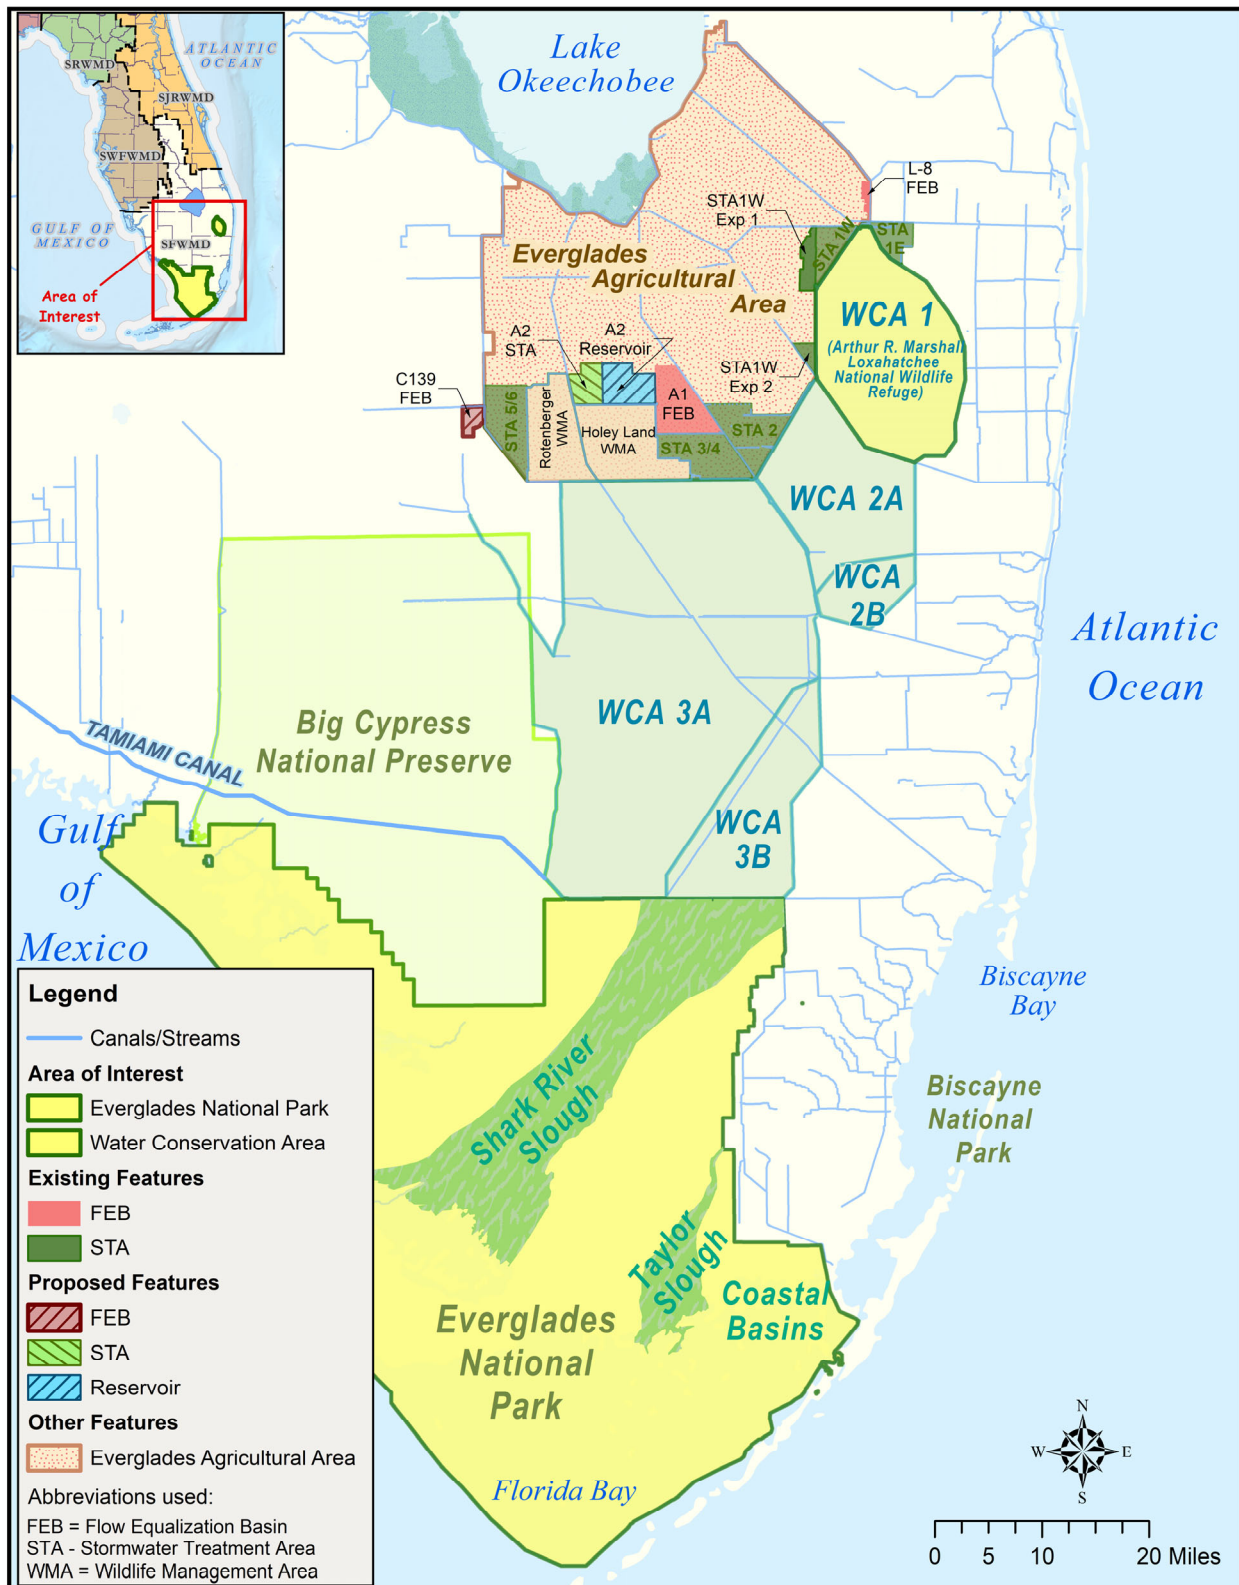 SRWMD
SJRWMD
ATLANTIC
OCEAN
SWFWMD
GULF OF
MEXICO
SFWMD
Area of
Interest
Lake
Okeechobee
L-8
FEB
STA1W
Exp 1
STA 1W
STA
1E
Everglades
Agricultural
Area
WCA 1
(Arthur R. Marshall
Loxahatchee
National Wildlife
Refuge)
A2
STA
A2
Reservoir
STA1W
Exp 2
C139
FEB
STA 5/6
Rotenberger
WMA
Holey Land
WMA
A1
FEB
STA 2
STA 3/4
WCA 2A
WCA
2B
Atlantic
Ocean
WCA 3A
Big Cypress
National Preserve
TAMIAMI CANAL
WCA
3B
Gulf
of
Mexico
Biscayne
Bay
Biscayne
National
Park
Shark River
Slough
Taylor
Slough
Coastal
Basins
Everglades
National
Park
Florida Bay
Legend
Canals/Streams
Area of Interest
Everglades National Park
Water Conservation Area
Existing Features
FEB
STA
Proposed Features
FEB
STA
Reservoir
Other Features
Everglades Agricultural Area
Abbreviations used:
FEB = Flow Equalization Basin
STA - Stormwater Treatment Area
WMA = Wildlife Management Area
N
W E
S
0 5 10 20 Miles